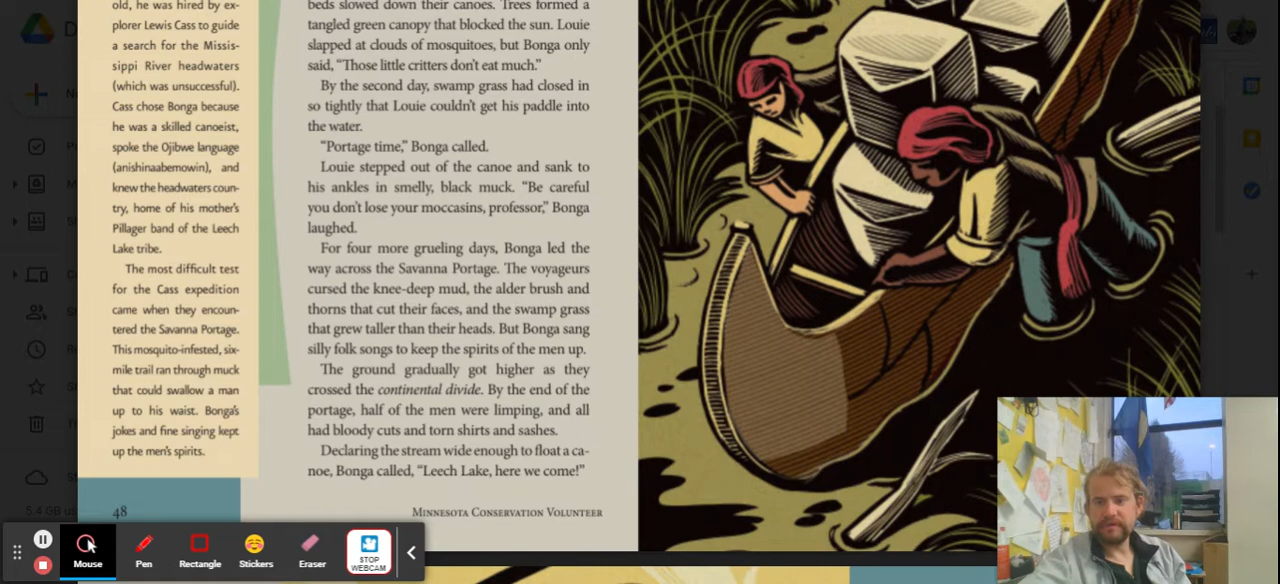 old, he was hired by ex-
plorer Lewis Cass to guide
a search for the Missis-
sippi River headwaters
(which was unsuccessful).
Cass chose Bonga because
he was a skilled canoeist,
spoke the Ojibwe language
(anishinaabemowin), and
knew the headwaters coun-
try, home of his mother's
Pillager band of the Leech
Lake tribe.
The most difficult test
for the Cass expedition
came when they encoun-
tered the Savanna Portage.
This mosquito-infested, six-
mile trail ran through muck
that could swallow a man
up to his waist. Bonga's
jokes and fine singing kept
up the men's spirits.
beds slowed down their canoes. Trees formed a
tangled green canopy that blocked the sun. Louie
slapped at clouds of mosquitoes, but Bonga only
said, “Those little critters don't eat much.”
By the second day, swamp grass had closed in
so tightly that Louie couldn't get his paddle into
the water.
“Portage time,” Bonga called.
Louie stepped out of the canoe and sank to
his ankles in smelly, black muck. “Be careful
you don't lose your moccasins, professor,” Bonga
laughed.
For four more grueling days, Bonga led the
way across the Savanna Portage. The voyageurs
cursed the knee-deep mud, the alder brush and
thorns that cut their faces, and the swamp grass
that grew taller than their heads. But Bonga sang
silly folk songs to keep the spirits of the men up.
The ground gradually got higher as they
crossed the continental divide. By the end of the
portage, half of the men were limping, and all
had bloody cuts and torn shirts and sashes.
Declaring the stream wide enough to float a ca-
noe, Bonga called, “Leech Lake, here we come!”
48
Minnesota Conservation Volunteer
5.4 GB
Mouse
Pen
Rectangle
Stickers
Eraser
STOP
WEBCAM